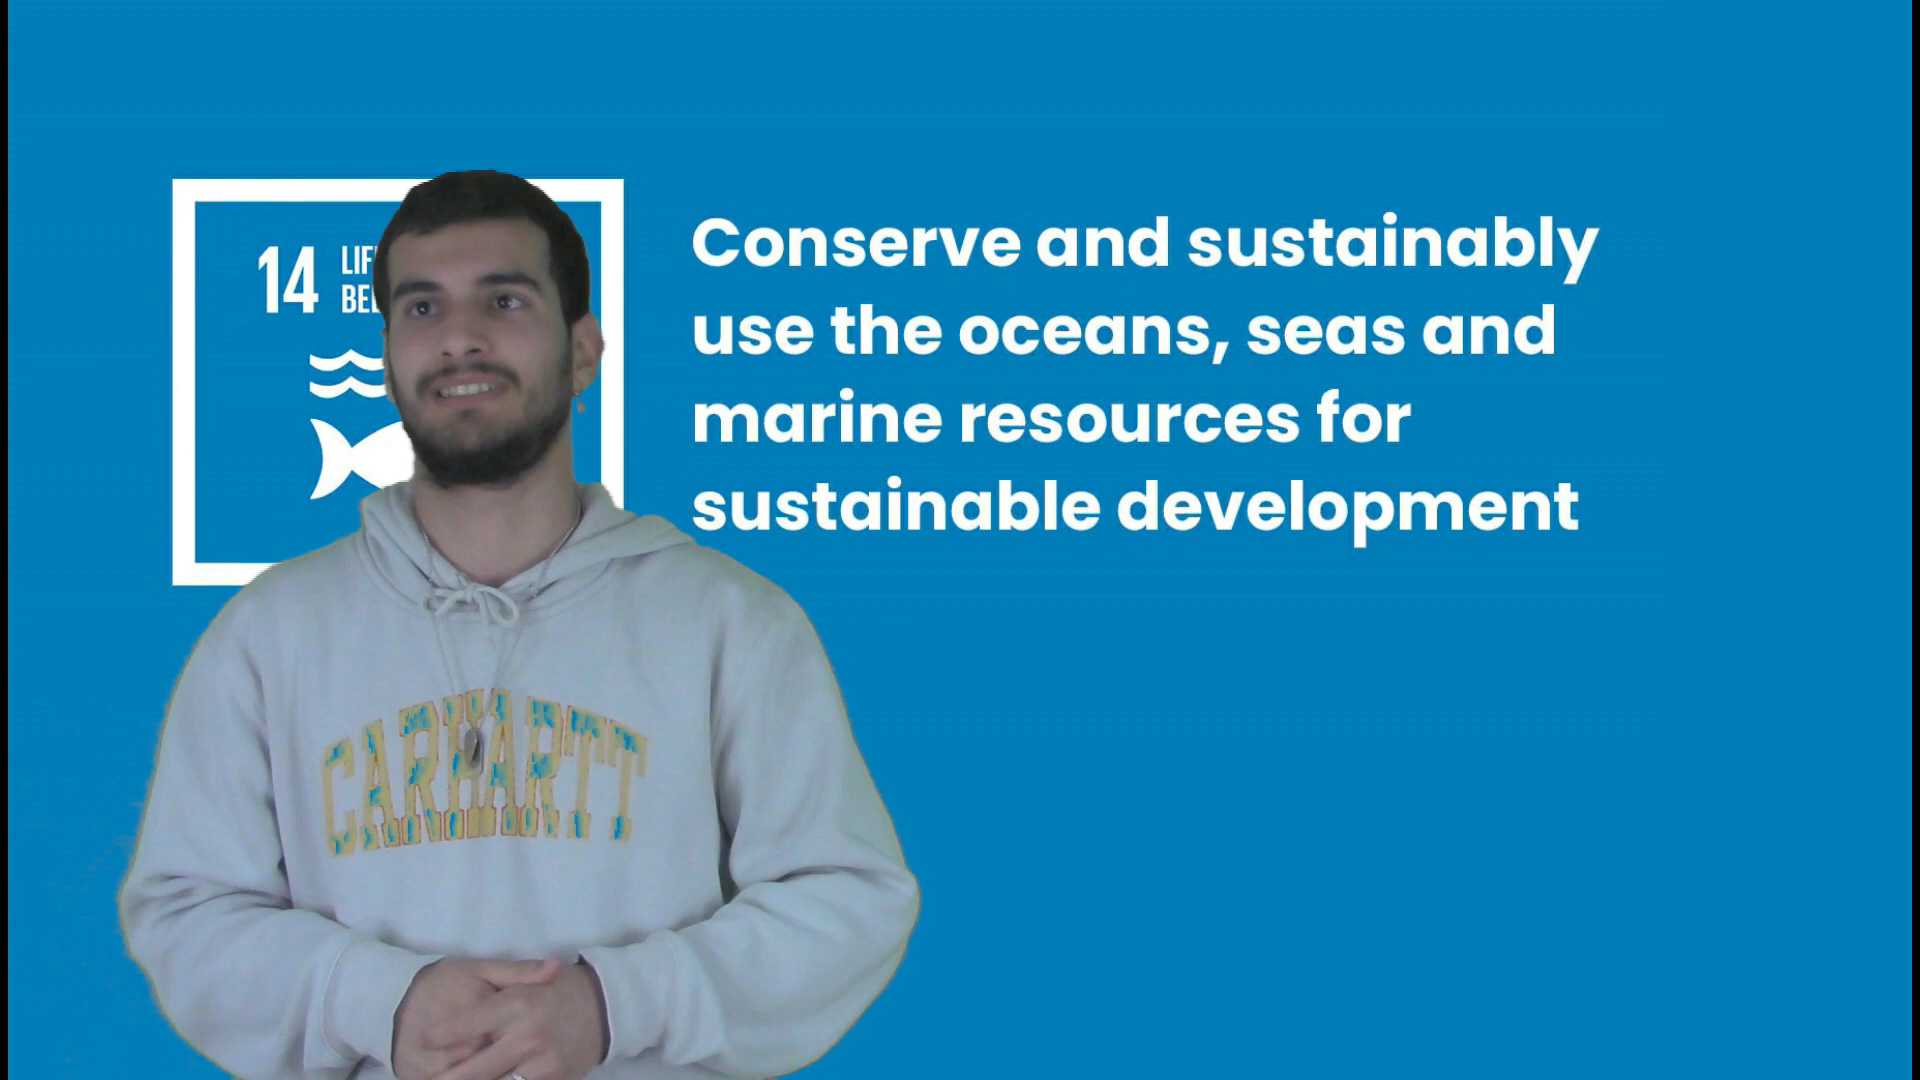 14
Conserve and sustainably
use the oceans, seas and
marine resources for
sustainable development
CARHARTT